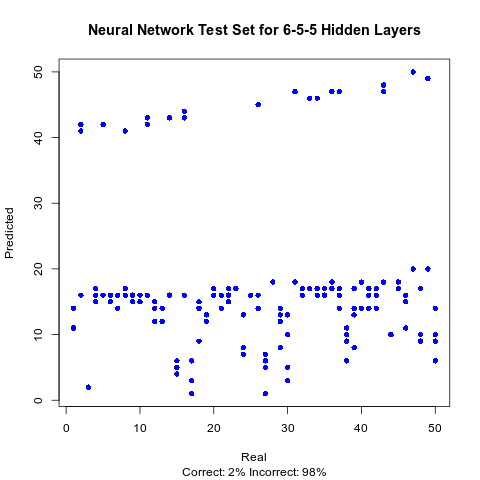 Neural Network Test Set for 6-5-5 Hidden Layers
Predicted
50
40
30
20
10
0
0 10 20 30 40 50
Real
Correct: 2% Incorrect: 98%